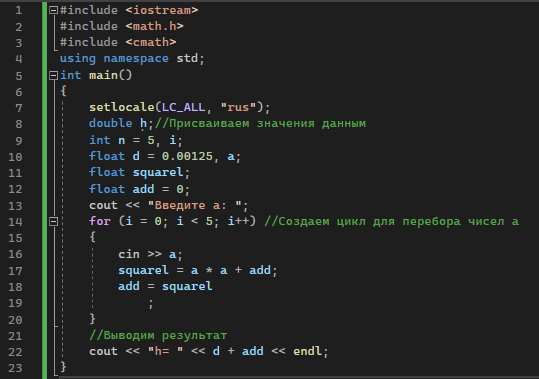 1 #include <iostream>
2 #include <math.h>
3 #include <cmath>
4 using namespace std;
5 int main()
6 {
7 setlocale(LC_ALL, "rus");
8 double h;//Присваиваем значения данным
9 int n = 5, i;
10 float d = 0.00125, a;
11 float squarel;
12 float add = 0;
13 cout << "Введите a: ";
14 for (i = 0; i < 5; i++) //Создаем цикл для перебора чисел а
15 {
16 cin >> a;
17 squarel = a * a + add;
18 add = squarel
19 ;
20 }
21 //Выводим результат
22 cout << "h= " << d + add << endl;
23 }